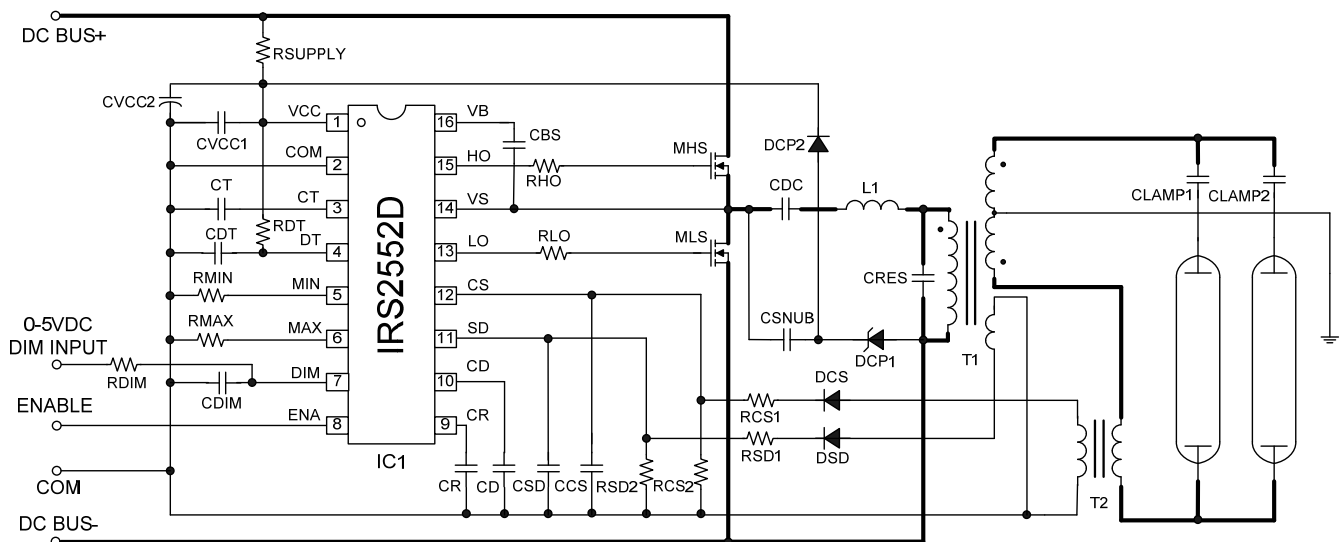 DC BUS+
RSUPPLY
CVCC2
CVCC1
VCC
1
16
VB
CBS
COM
2
15
HO
RHO
MHS
DCP2
CT
CT
3
14
VS
CDC
L1
CLAMP1
CLAMP2
RDT
CDT
DT
4
13
LO
RLO
MLS
RMIN
MIN
5
12
CS
CRES
RMAX
MAX
6
11
SD
CSNUB
DCP1
T1
0-5VDC
DIM INPUT
RDIM
CDIM
DIM
7
10
CD
DCS
RCS1
ENABLE
ENA
8
9
CR
RSD1
DSD
IRS2552D
IC1
COM
CR
CD
CSD
CCS
RSD2
RCS2
T2
DC BUS-